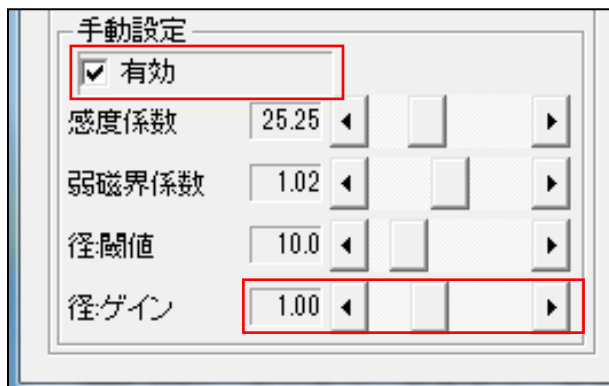 手動設定
有効
感度係数 25.25
弱磁界係数 1.02
径:閾値 10.0
径:ゲイン 1.00